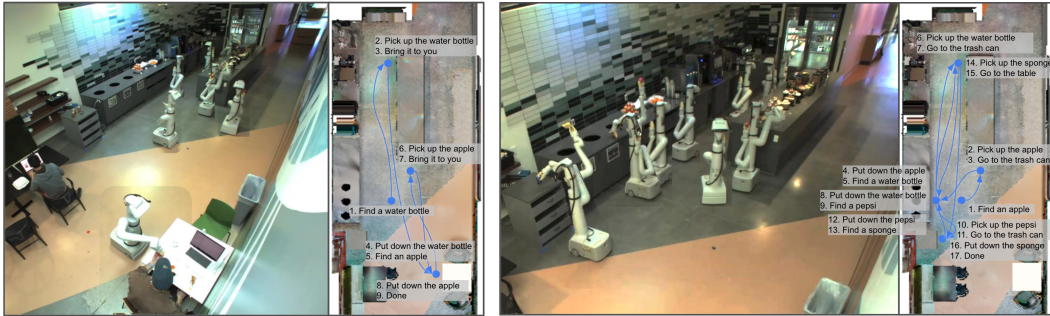 2. Pick up the water bottle
3. Bring it to you
6. Pick up the apple
7. Bring it to you
1. Find a water bottle
4. Put down the water bottle
5. Find an apple
8. Put down the apple
9. Done
6. Pick up the water bottle
7. Go to the trash can
14. Pick up the sponge
15. Go to the table
2. Pick up the apple
3. Go to the trash can
4. Put down the apple
5. Find a water bottle
8. Put down the water bottle
9. Find a pepsi
1. Find an apple
12. Put down the pepsi
13. Find a sponge
10. Pick up the pepsi
11. Go to the trash can
16. Put down the sponge
17. Done